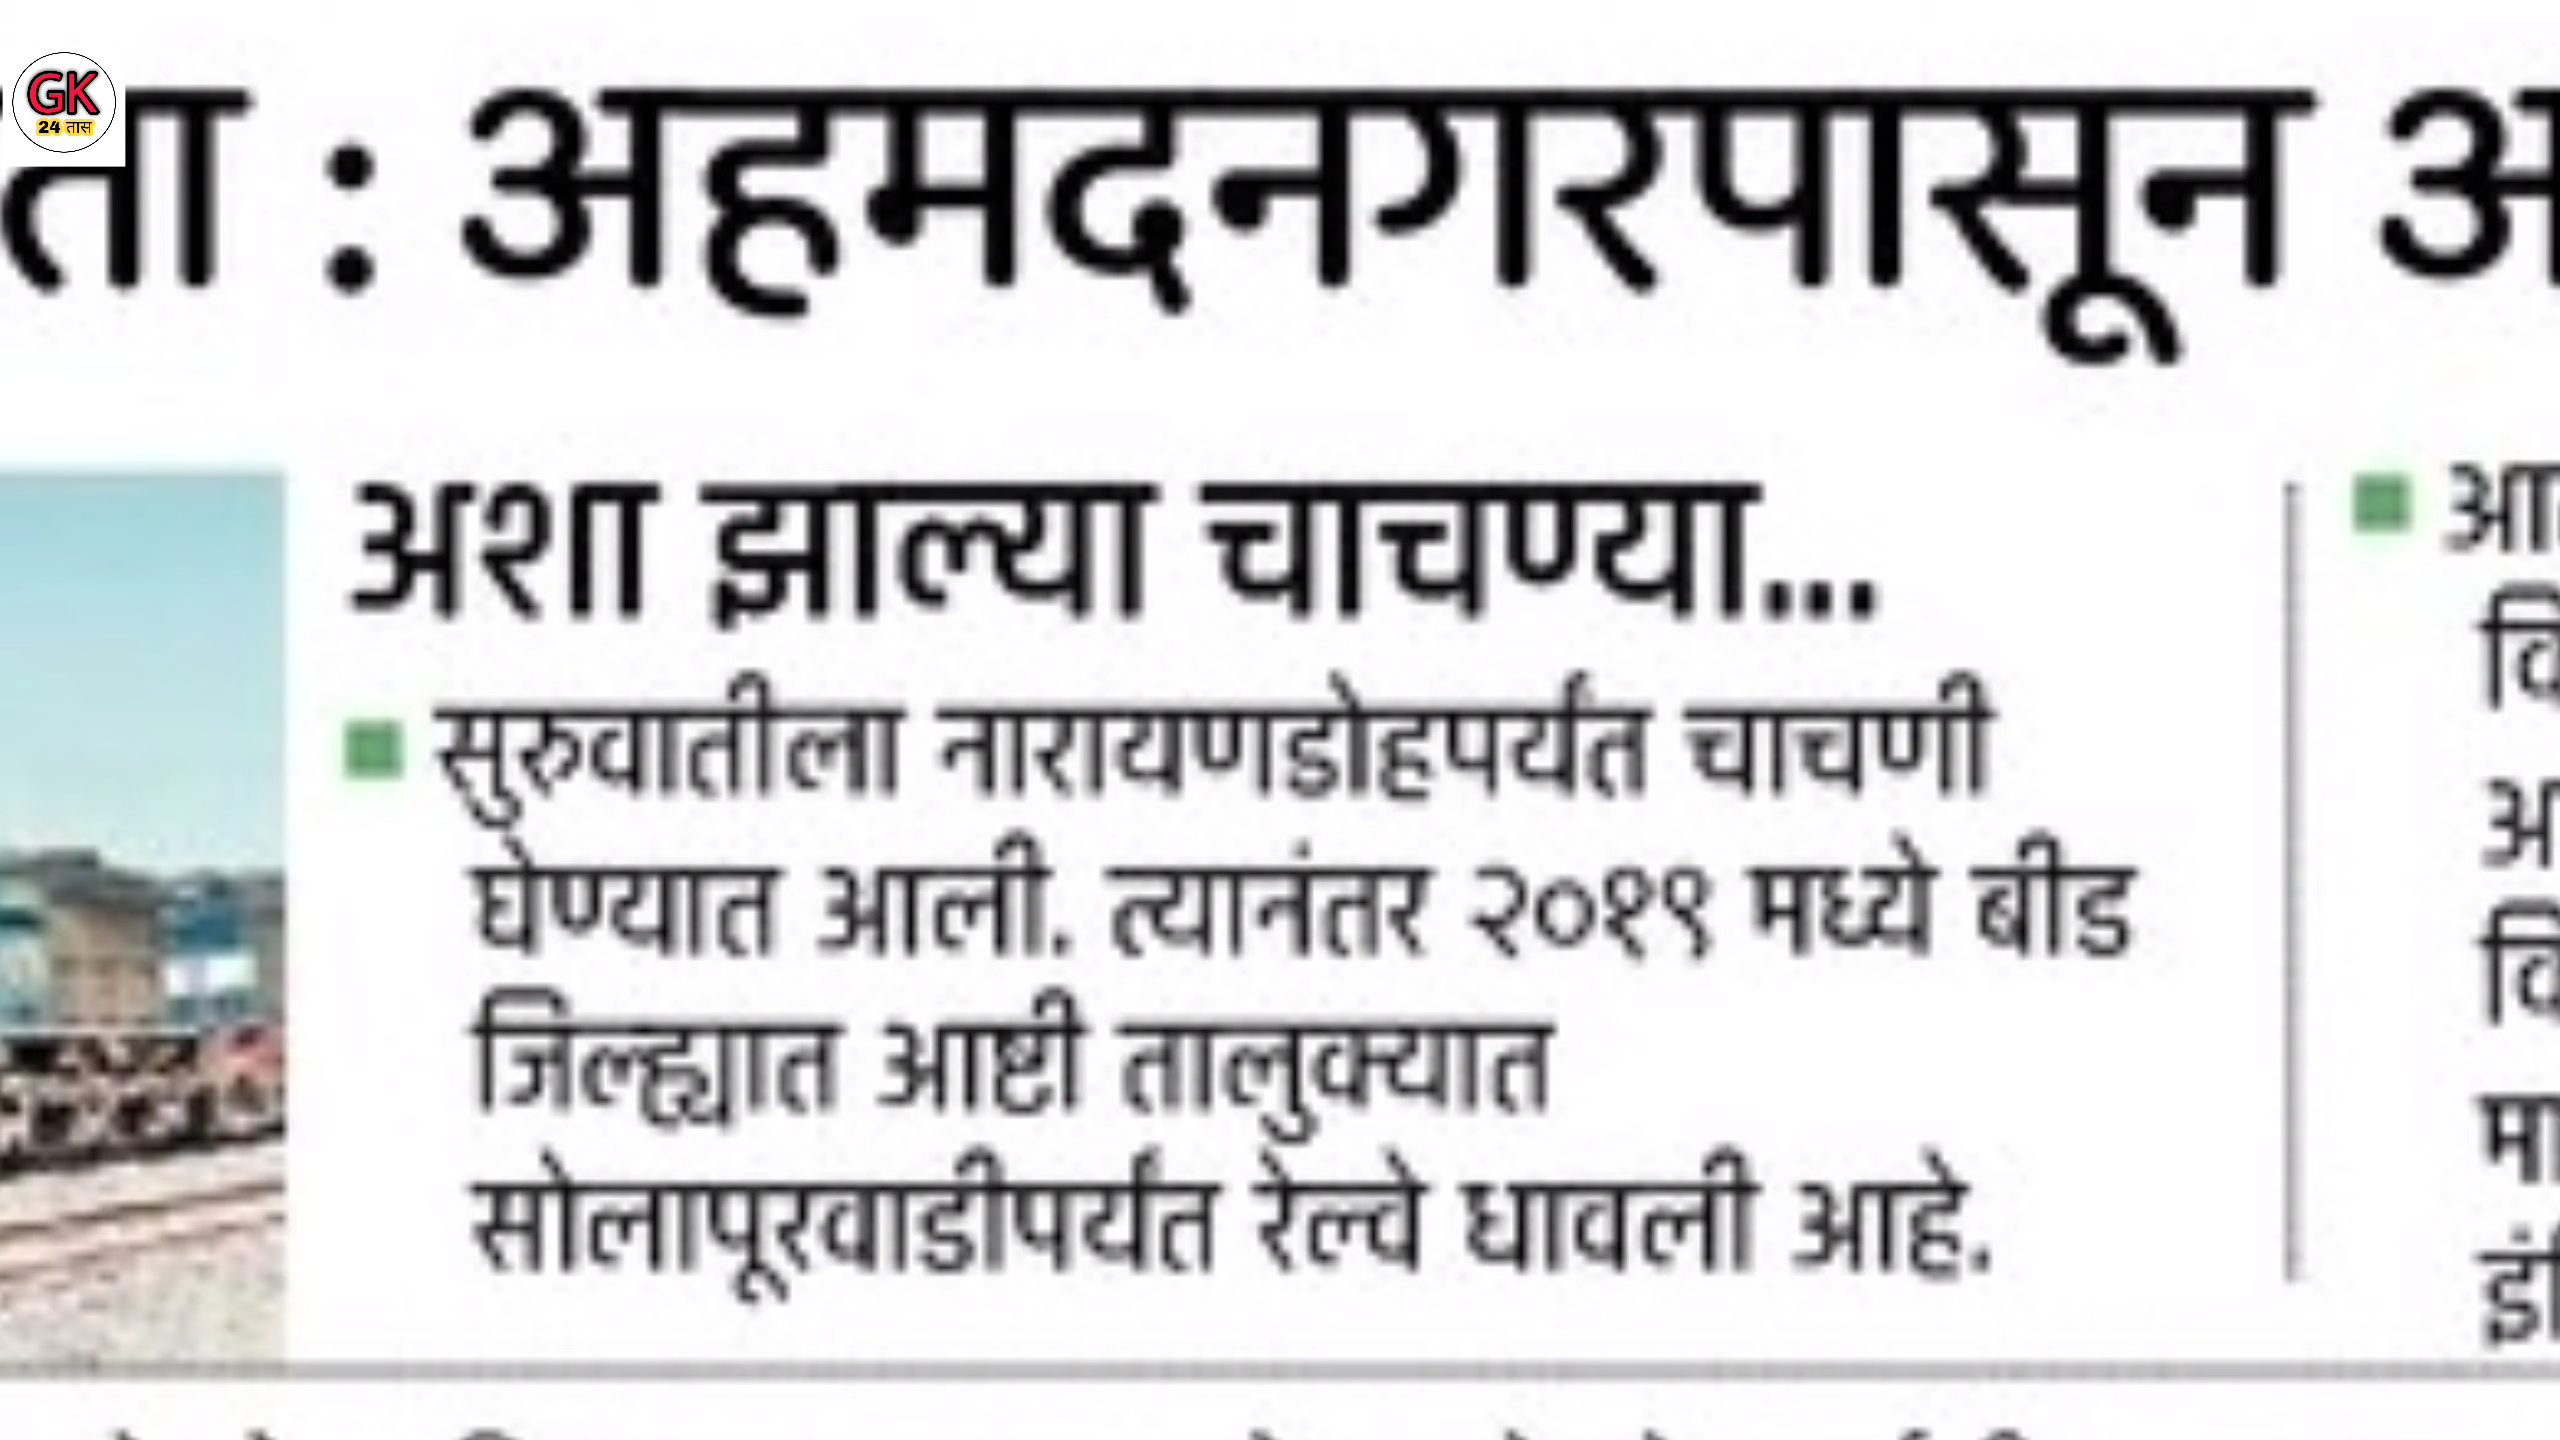 GK
24 तास
ता : अहमदनगरपासून
अशा झाल्या चाचण्या...
सुरुवातीला नारायणडोहपर्यंत चाचणी
घेण्यात आली. त्यानंतर २०१९ मध्ये बीड
जिल्ह्यात आष्टी तालुक्यात
सोलापूरवाडीपर्यंत रेल्वे धावली आहे.